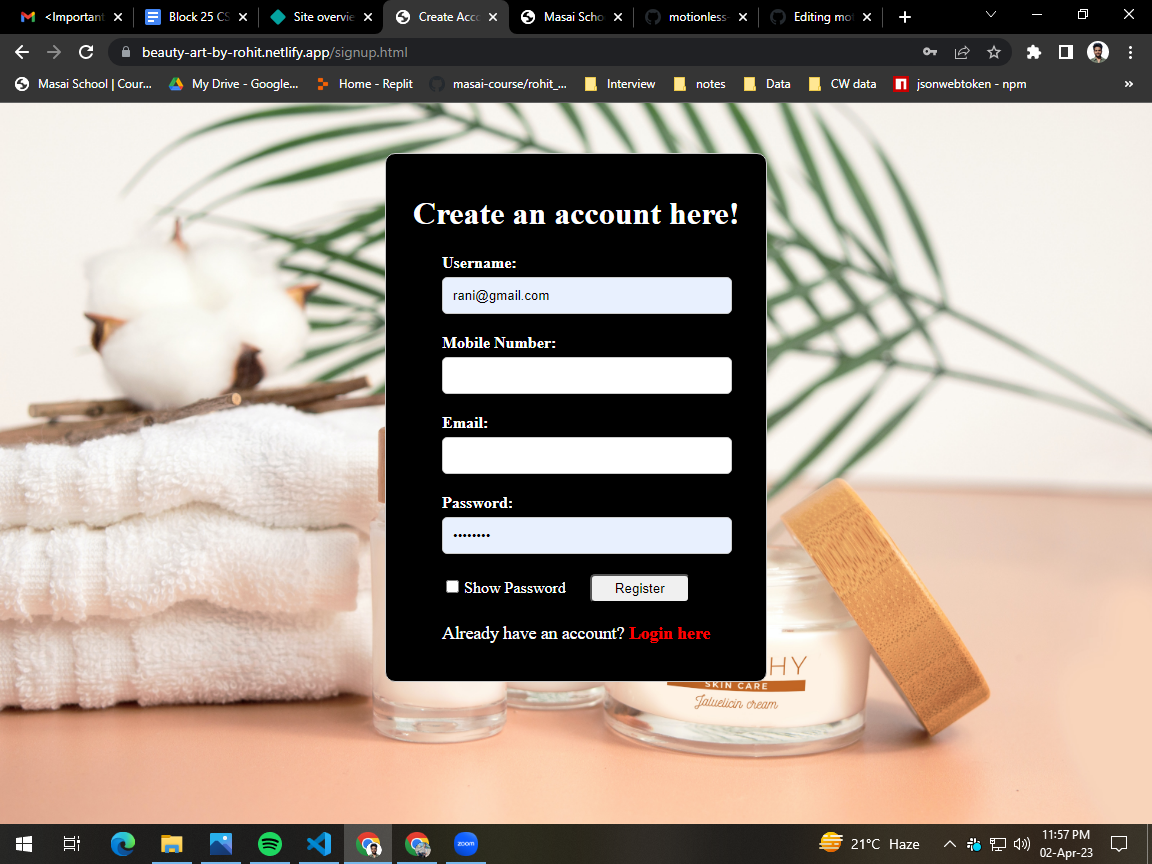 <Important
Block 25 CS
Site overvie
Create Acco
Masai Scho
motionless-
Editing mot
beauty-art-by-rohit.netlify.app/signup.html
Masai School | Cour...
My Drive - Google...
Home - Replit
masai-course/rohit_...
Interview
notes
Data
CW data
jsonwebtoken - npm
»
Create an account here!
Username:
rani@gmail.com
Mobile Number:
Email:
Password:
Show Password
Register
Already have an account? Login here
HY
SKIN CARE
Jaluelicin cream
zoom
21°C Haze
11:57 PM
02-Apr-23